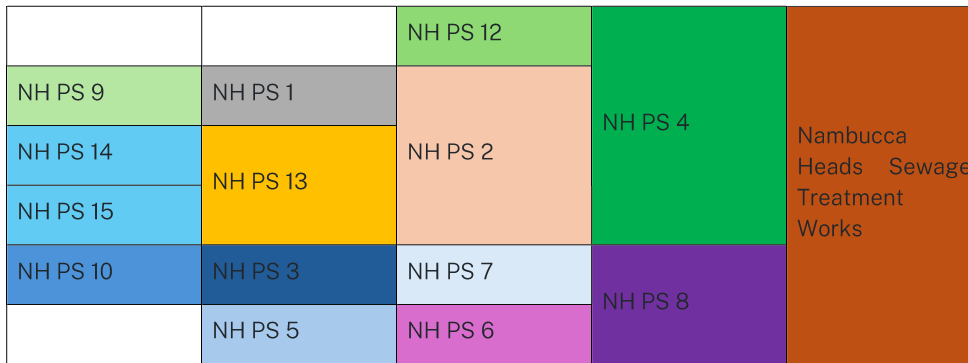 NH PS 12
NH PS 9
NH PS 1
NH PS 4
NH PS 2
NH PS 14
NH PS 13
NH PS 15
Nambucca
Heads Sewage
Treatment
Works
NH PS 10
NH PS 3
NH PS 7
NH PS 8
NH PS 5
NH PS 6